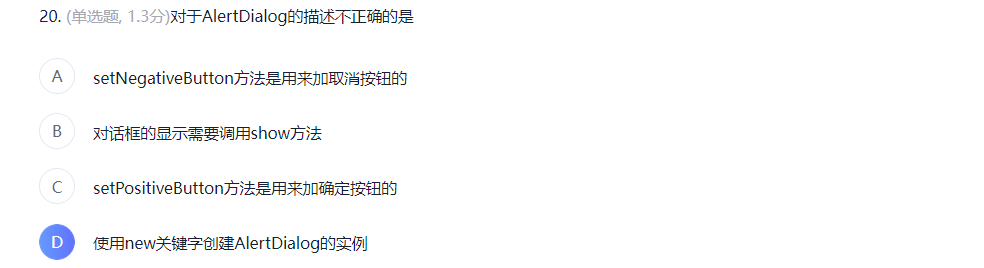 20. (单选题, 1.3分)对于AlertDialog的描述不正确的是
A setNegativeButton方法是用来加取消按钮的
B 对话框的显示需要调用show方法
C setPositiveButton方法是用来加确定按钮的
D 使用new关键字创建AlertDialog的实例